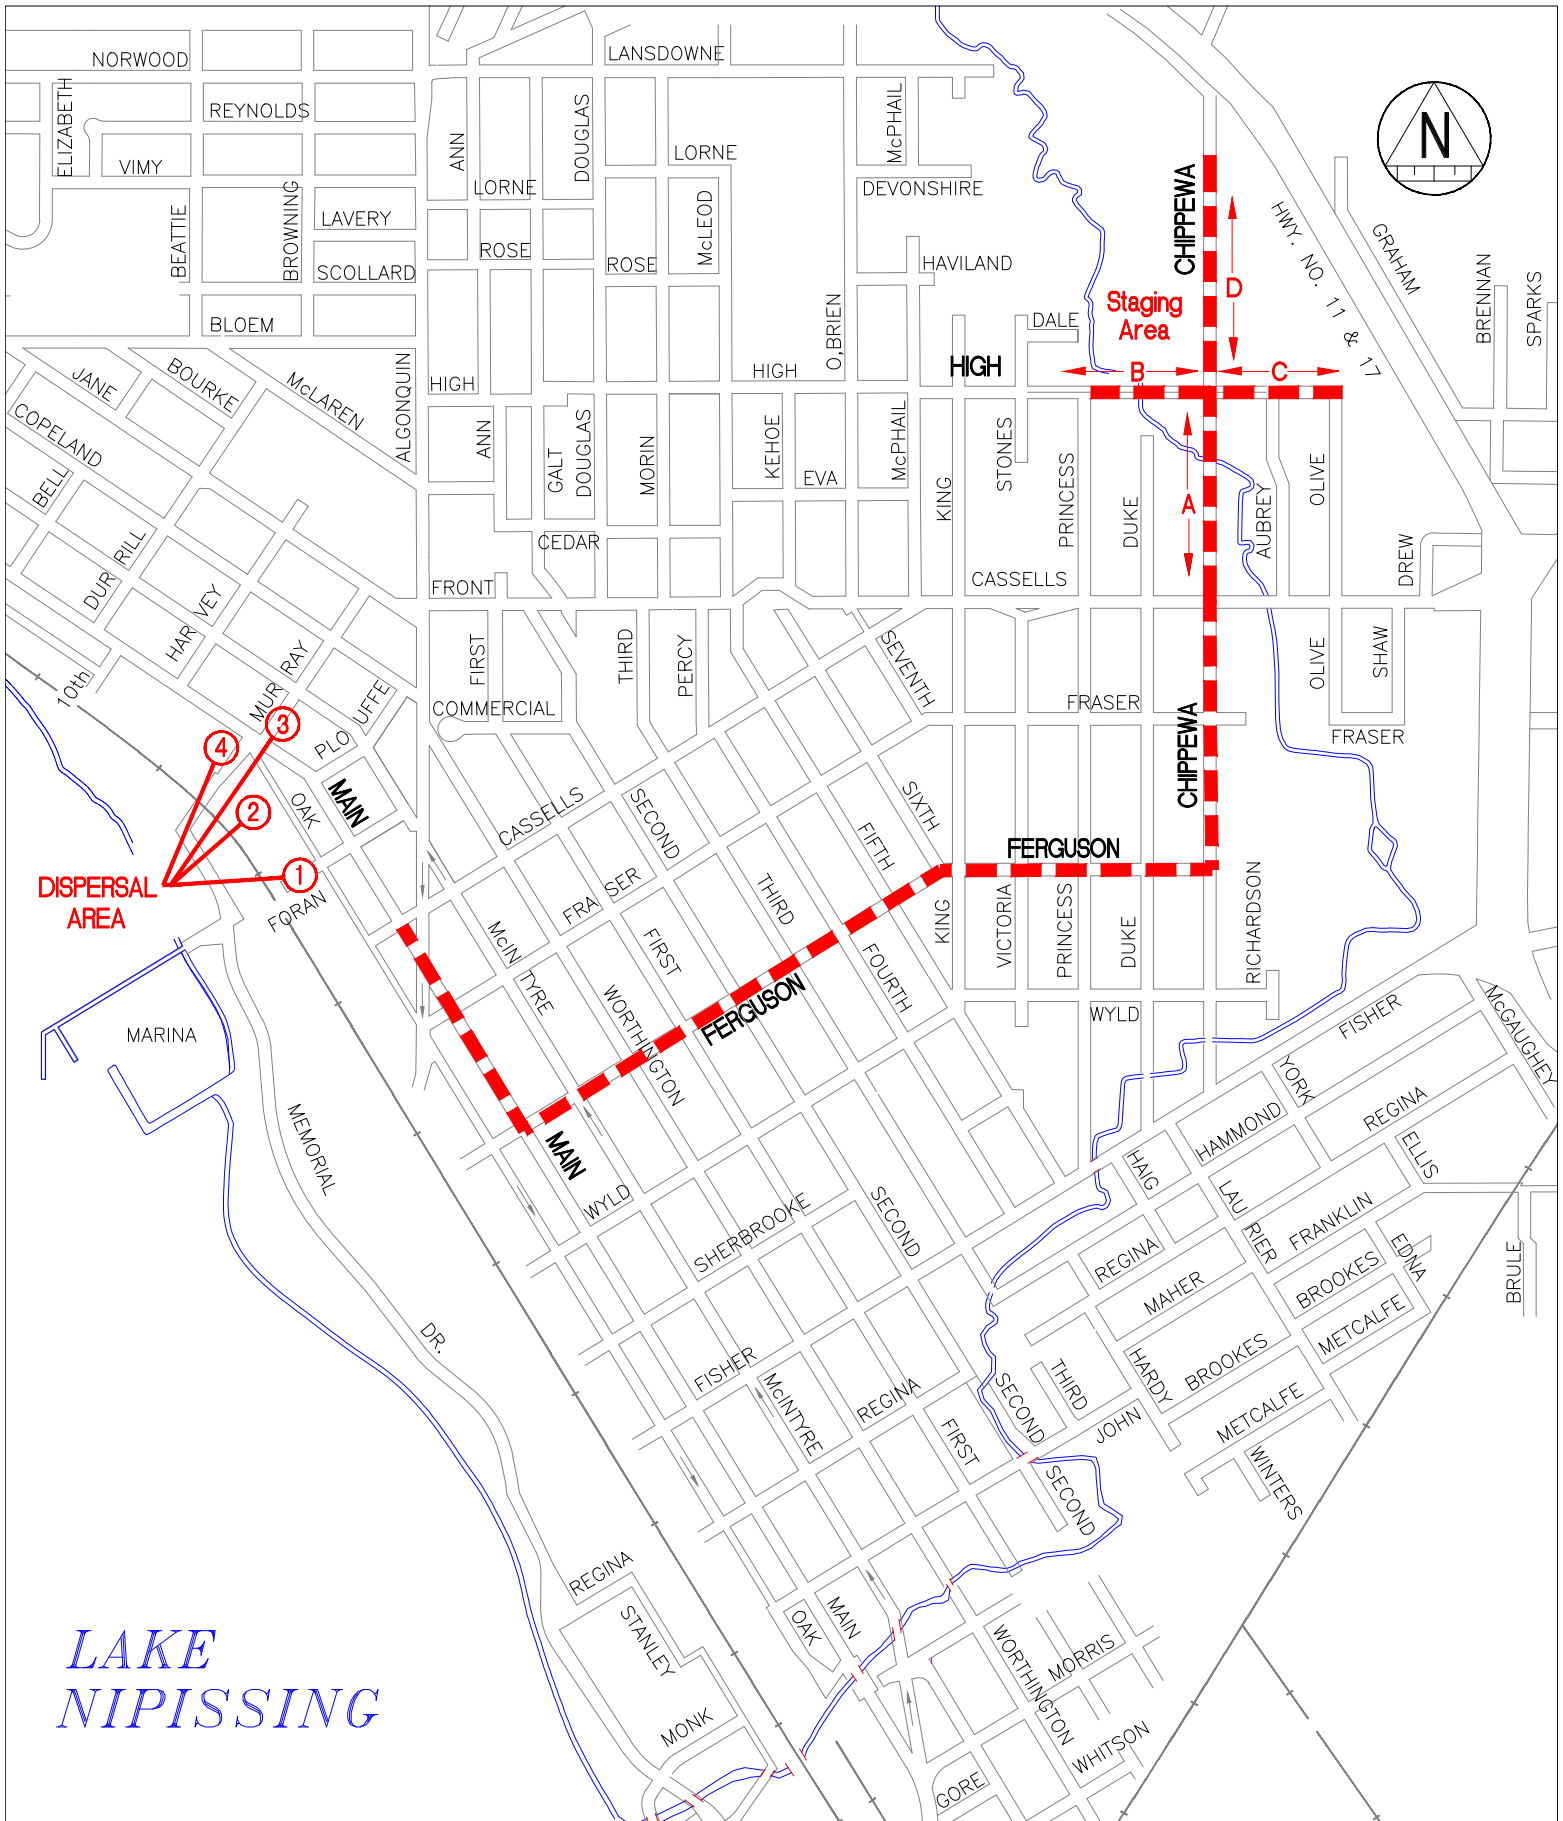 LANSDOWNE
NORWOOD
ELIZABETH
REYNOLDS
VIMY
ANN
DOUGLAS
LORNE
McPHAIL
N
BEATTIE
BROWNING
LAVERY
LORNE
McLEOD
DEVONSHIRE
CHIPPEWA
HWY. NO. 11 & 17
GRAHAM
SCOLLARD
ROSE
ROSE
HAVILAND
BRENNAN
SPARKS
BLOEM
O,BRIEN
DALE
Staging
Area
D
JANE
BOURKE
McLAREN
ALGONQUIN
HIGH
HIGH
HIGH
B
C
COPELAND
BELL
ANN
GALT
DOUGLAS
MORIN
KEHOE
EVA
McPHAIL
KING
STONES
PRINCESS
DUKE
A
AUBREY
OLIVE
DUR RILL
CEDAR
DREW
HAR VEY
FRONT
CASSELLS
MUR RAY
FIRST
THIRD
PERCY
SEVENTH
OLIVE
SHAW
10th
PLO UFFE
COMMERCIAL
FRASER
FRASER
3
4
2
1
OAK
MAIN
CASSELLS
SECOND
FIFTH
SIXTH
CHIPPEWA
FERGUSON
DISPERSAL
AREA
FORAN
FRA SER
THIRD
McIN TYRE
FIRST
FOURTH
KING
VICTORIA
PRINCESS
DUKE
RICHARDSON
WORTHINGTON
FERGUSON
WYLD
FISHER
McGAUGHEY
MARINA
YORK
REGINA
MEMORIAL
MAIN
HAMMOND
HAIG
ELLIS
WYLD
SHERBROOKE
SECOND
LAU RIER
FRANKLIN
EDNA
BRULE
REGINA
MAHER
BROOKES
METCALFE
DR.
FISHER
McINTYRE
REGINA
FIRST
SECOND
THIRD
HARDY
BROOKES
JOHN
METCALFE
WINTERS
SECOND
REGINA
STANLEY
OAK
MAIN
WORTHINGTON
MORRIS
LAKE
NIPISSING
MONK
WHITSON
GORE